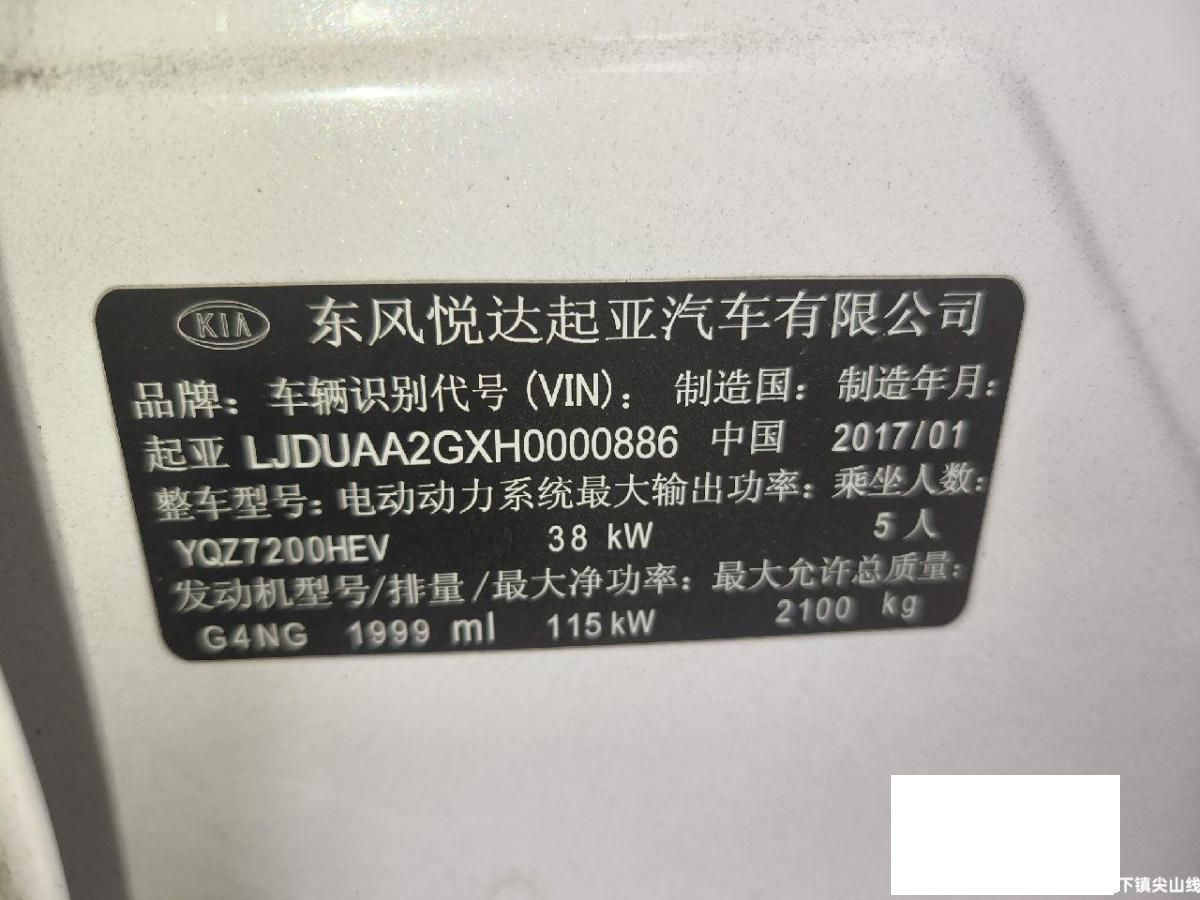 KIA 东风悦达起亚汽车有限公司
品牌: 车辆识别代号 (VIN): 制造国: 制造年月:
起亚 LJDUAA2GXH0000886 中国 2017/01
整车型号: 电动动力系统最大输出功率: 乘坐人数:
YQZ7200HEV 38 kW 5 人
发动机型号/排量/最大净功率: 最大允许总质量:
G4NG 1999 ml 115 kW 2100 kg
下镇尖山线